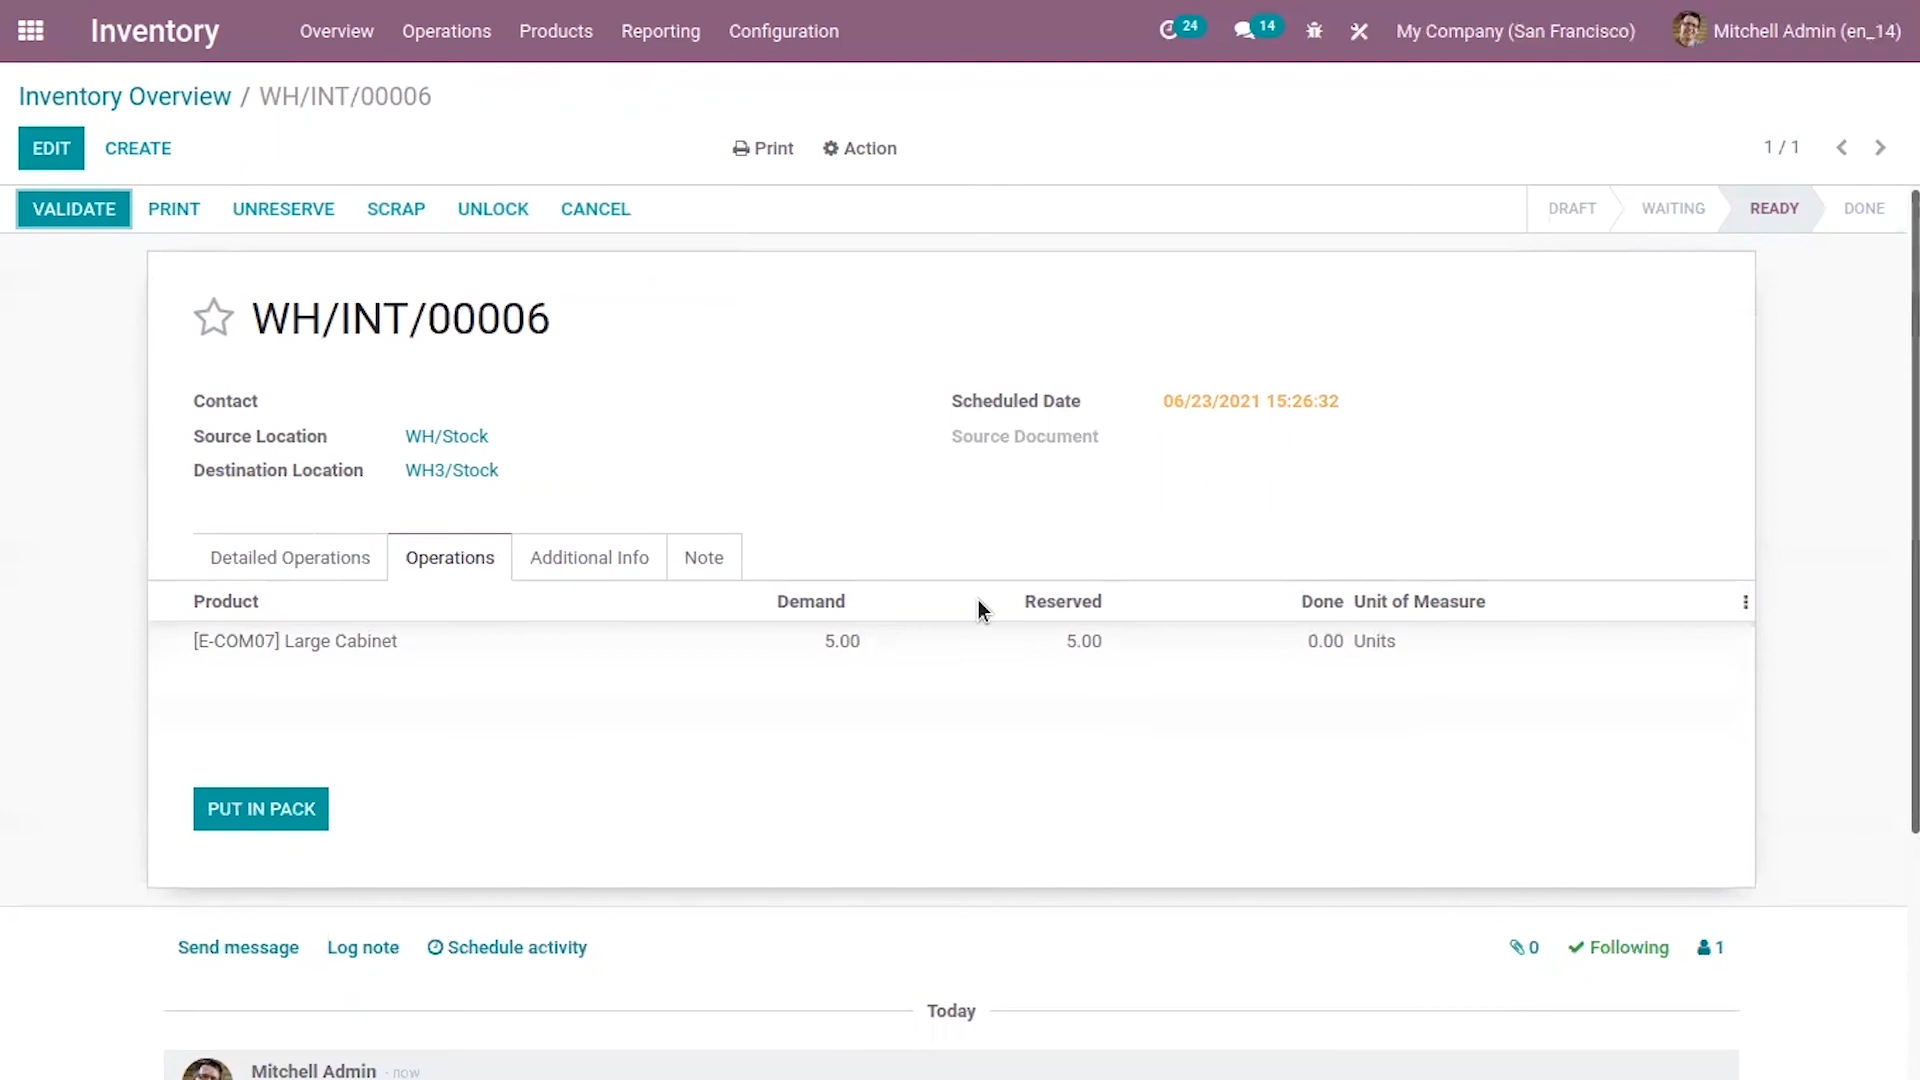 Inventory Overview Operations Products Reporting Configuration 24 14 My Company (San Francisco) Mitchell Admin (en_14)
Inventory Overview / WH/INT/00006
EDIT CREATE Print Action 1 / 1
VALIDATE PRINT UNRESERVE SCRAP UNLOCK CANCEL DRAFT WAITING READY DONE
WH/INT/00006
Contact Scheduled Date 06/23/2021 15:26:32
Source Location WH/Stock Source Document
Destination Location WH3/Stock
Detailed Operations Operations Additional Info Note
Product Demand Reserved Done Unit of Measure
[E-COM07] Large Cabinet 5.00 5.00 0.00 Units
PUT IN PACK
Send message Log note Schedule activity 0 Following 1
Today
Mitchell Admin - now